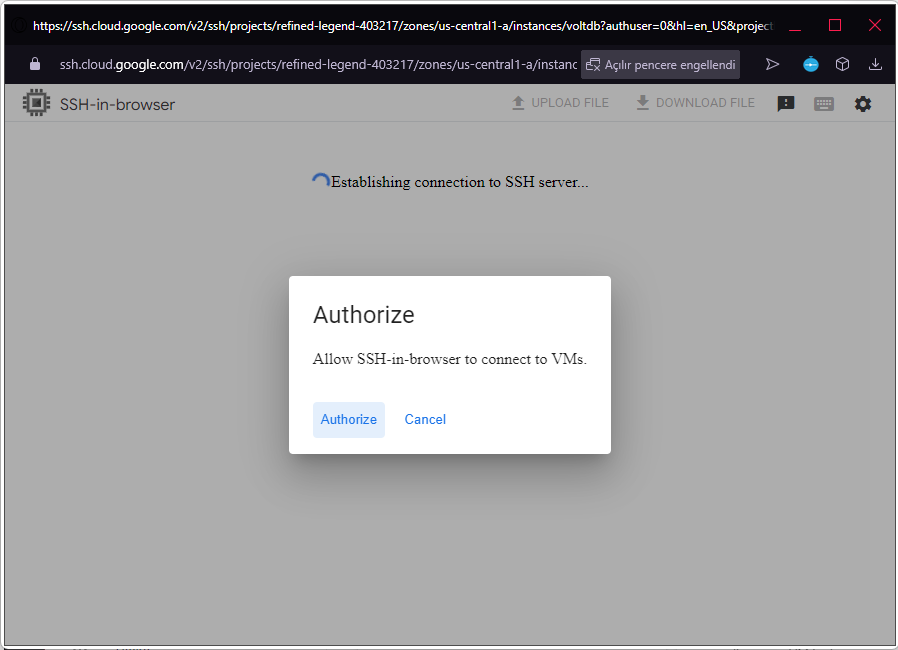 https://ssh.cloud.google.com/v2/ssh/projects/refined-legend-403217/zones/us-central1-a/instances/voltdb?authuser=0&hl=en_US&project
ssh.cloud.google.com/v2/ssh/projects/refined-legend-403217/zones/us-central1-a/instanc
Açılır pencere engellendi
SSH-in-browser
UPLOAD FILE
DOWNLOAD FILE
Establishing connection to SSH server...
Authorize
Allow SSH-in-browser to connect to VMs.
Authorize
Cancel